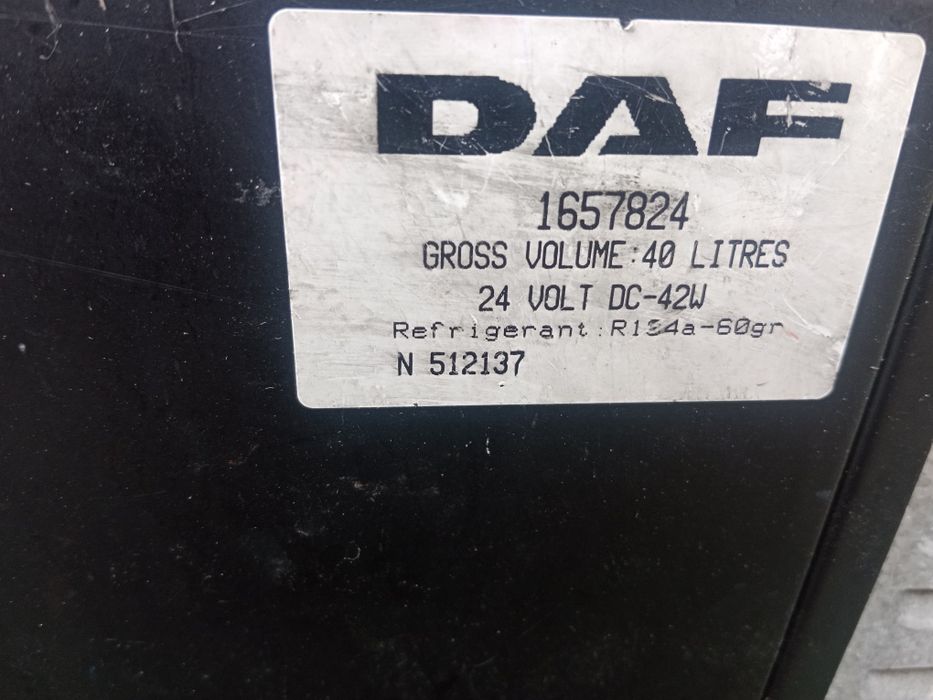 DAF
1657824
GROSS VOLUME:40 LITRES
24 VOLT DC-42W
Refrigerant:R134a-60gr
N 512137